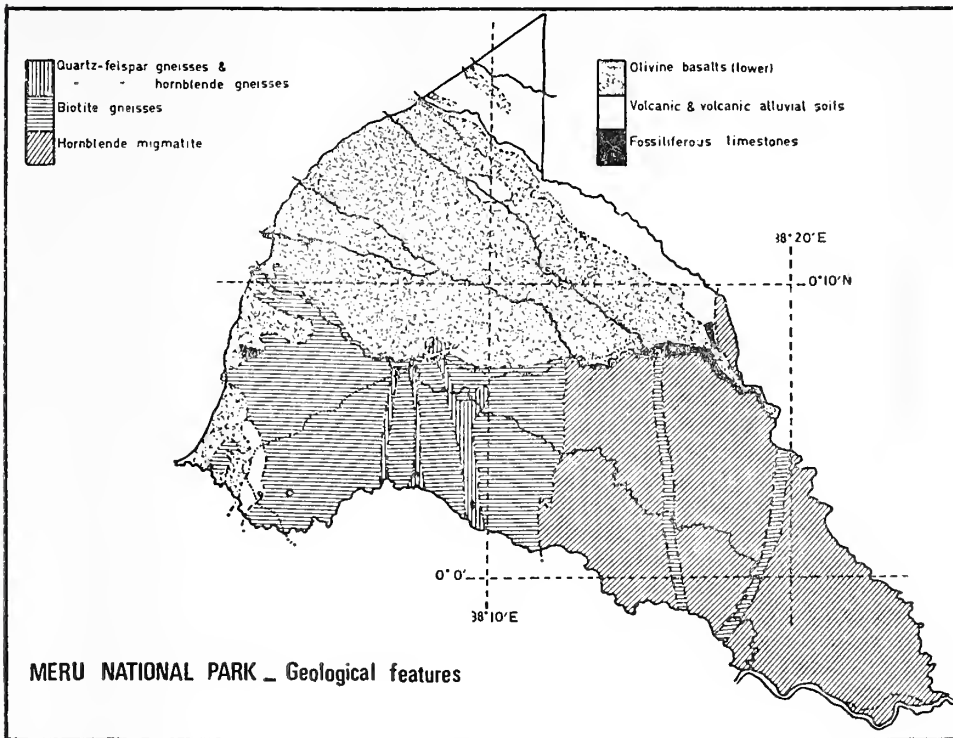 Quartz-felspar gneisses &
" " hornblende gneisses
Biotite gneisses
Hornblende migmatite
Olivine basalts (lower)
Volcanic & volcanic alluvial soils
Fossiliferous limestones
38° 20'E
0° 10'N
0° 0'
38° 10'E
MERU NATIONAL PARK _ Geological features